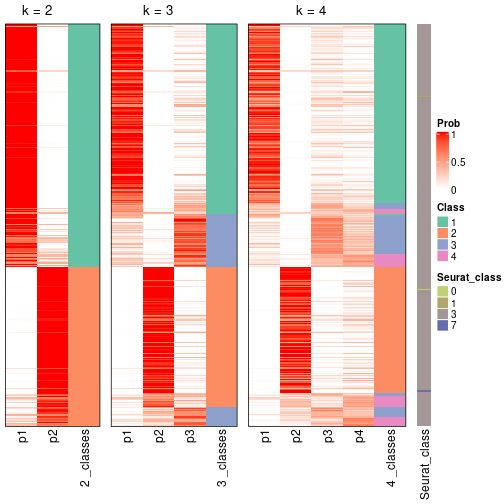 k = 2
k = 3
k = 4
p1
p2
2_classes
p1
p2
p3
3_classes
p1
p2
p3
p4
4_classes
Seurat_class
Prob
1
0.5
0
Class
1
2
3
4
Seurat_class
0
1
3
7